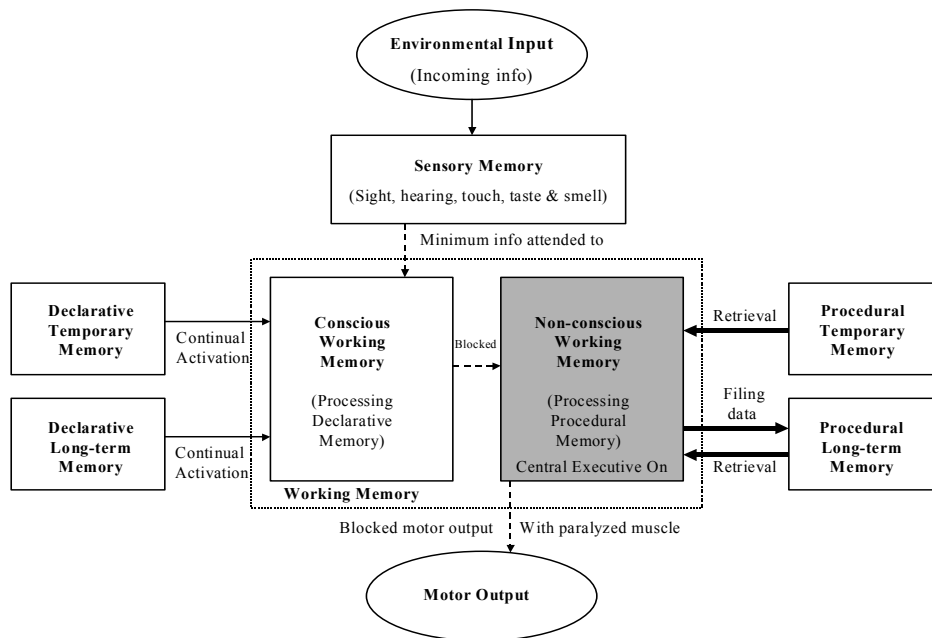 Environmental Input
(Incoming info)
Sensory Memory
(Sight, hearing, touch, taste & smell)
Minimum info attended to
Declarative
Temporary
Memory
Continual
Activation
Declarative
Long-term
Memory
Continual
Activation
Conscious
Working
Memory
(Processing
Declarative
Memory)
Working Memory
Blocked
Non-conscious
Working
Memory
(Processing
Procedural
Memory)
Central Executive On
Retrieval
Procedural
Temporary
Memory
Filing
data
Retrieval
Procedural
Long-term
Memory
Blocked motor output
With paralyzed muscle
Motor Output